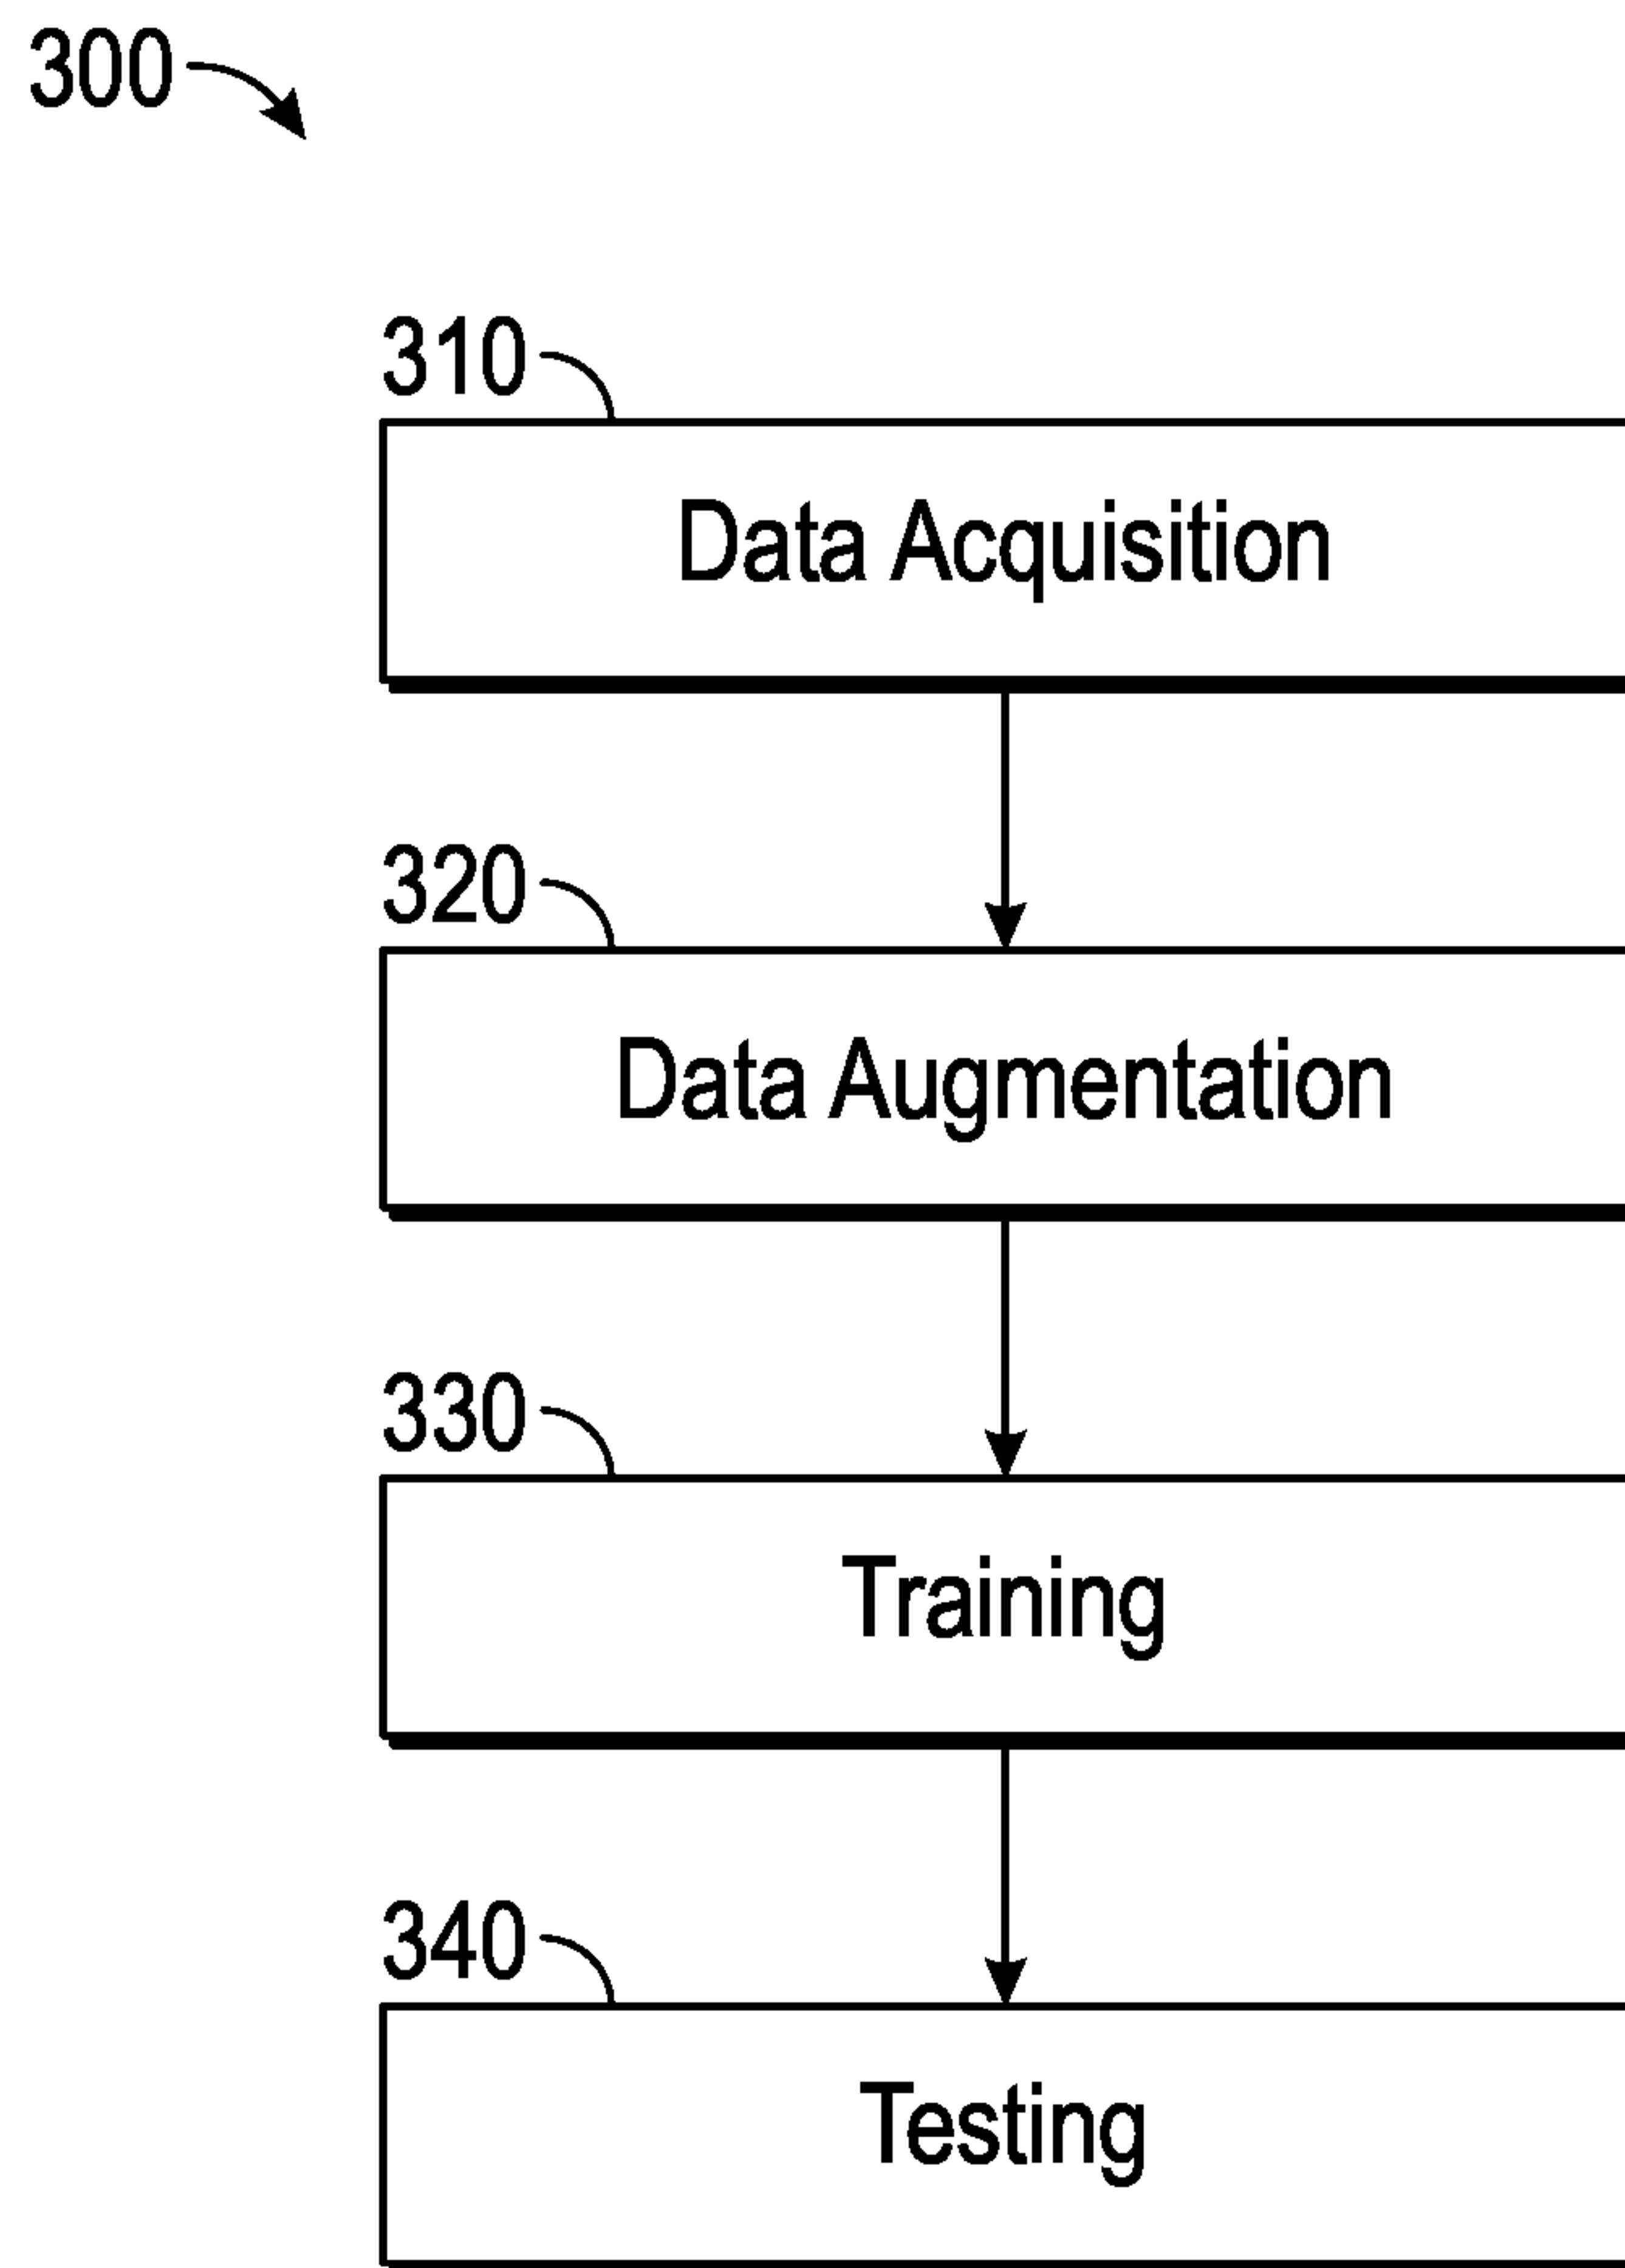 300
310
Data Acquisition
320
Data Augmentation
330
Training
340
Testing